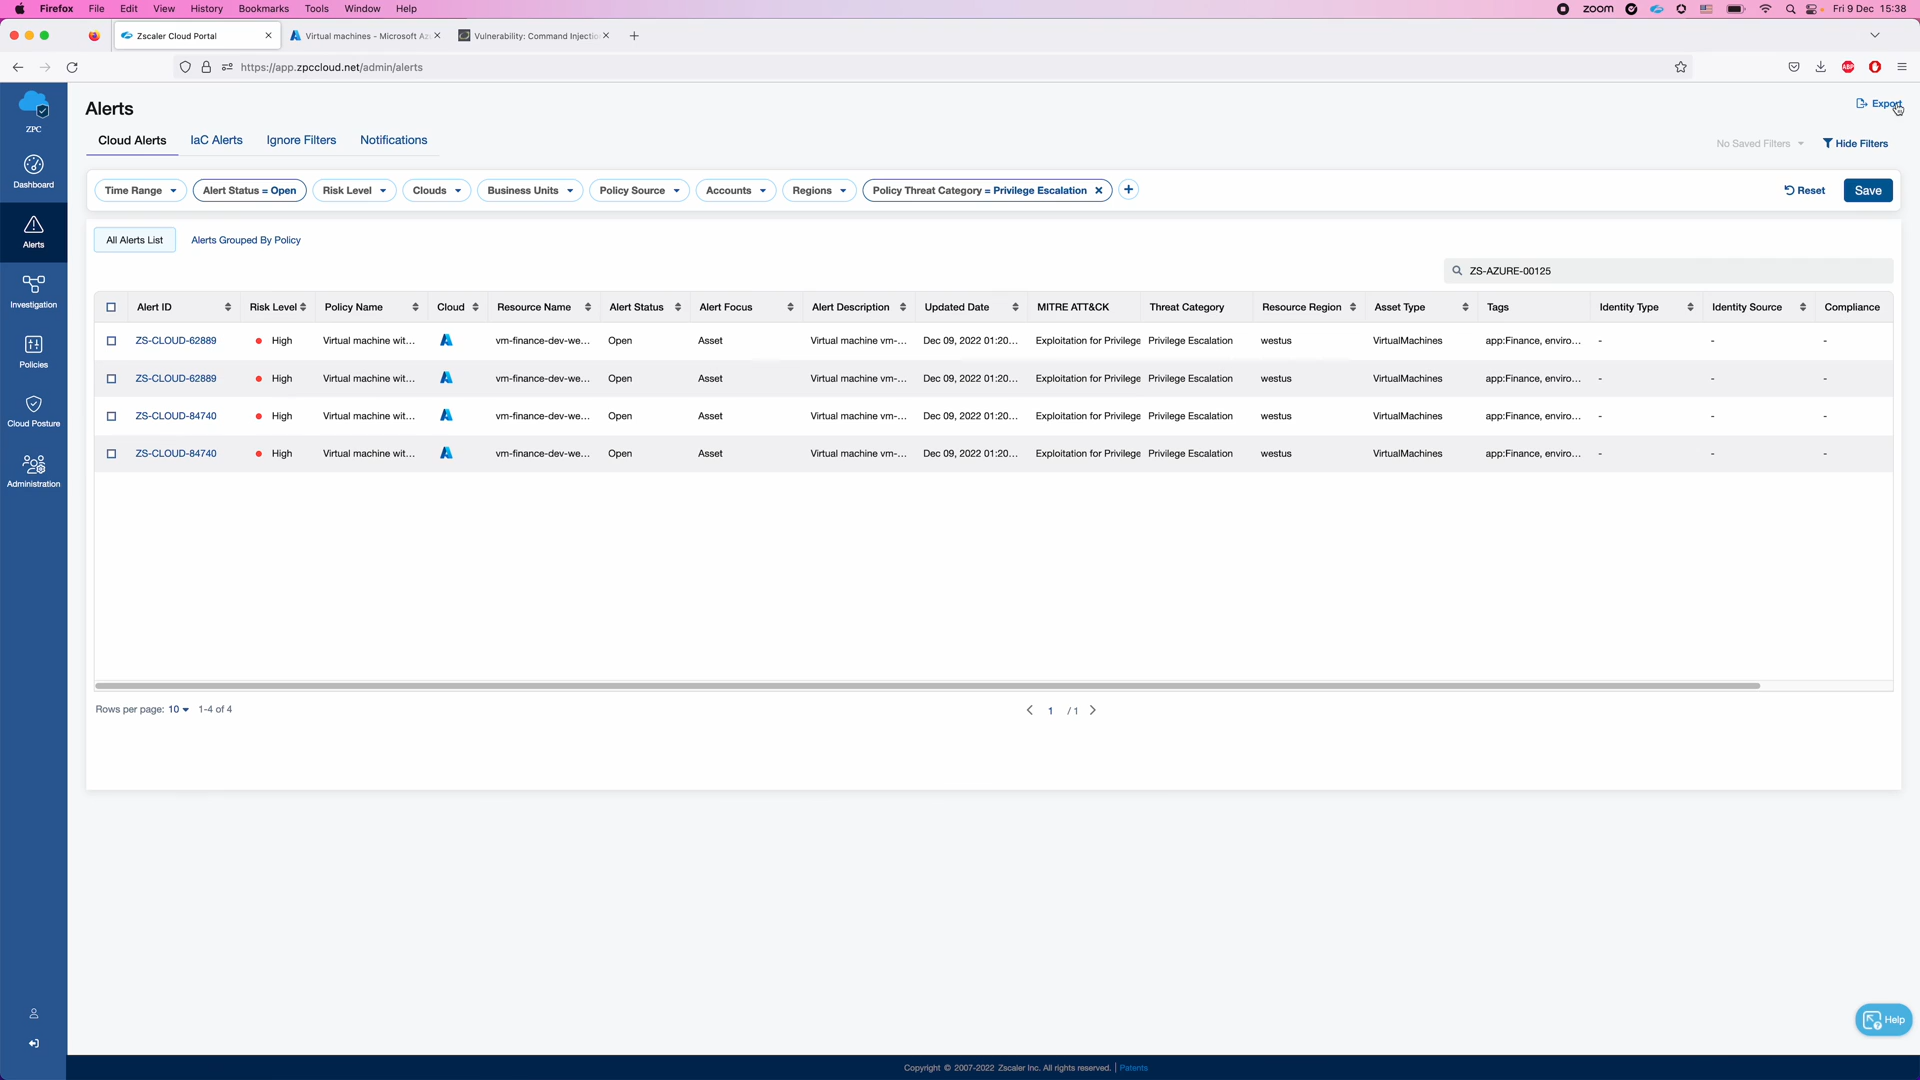 Firefox File Edit View History Bookmarks Tools Window Help zoom Fri 9 Dec 15:38
Zscaler Cloud Portal Virtual machines - Microsoft Az Vulnerability: Command Injectio
https://app.zpccloud.net/admin/alerts
ZPC
Dashboard
Alerts
Investigation
Policies
Cloud Posture
Administration
Alerts
Export
Cloud Alerts IaC Alerts Ignore Filters Notifications
No Saved Filters Hide Filters
Time Range Alert Status = Open Risk Level Clouds Business Units Policy Source Accounts Regions Policy Threat Category = Privilege Escalation Reset Save
All Alerts List Alerts Grouped By Policy
ZS-AZURE-00125
Alert ID Risk Level Policy Name Cloud Resource Name Alert Status Alert Focus Alert Description Updated Date MITRE ATT&CK Threat Category Resource Region Asset Type Tags Identity Type Identity Source Compliance
ZS-CLOUD-62889 High Virtual machine wit... vm-finance-dev-we... Open Asset Virtual machine vm-... Dec 09, 2022 01:20... Exploitation for Privilege Privilege Escalation westus VirtualMachines app:Finance, enviro... - - -
ZS-CLOUD-62889 High Virtual machine wit... vm-finance-dev-we... Open Asset Virtual machine vm-... Dec 09, 2022 01:20... Exploitation for Privilege Privilege Escalation westus VirtualMachines app:Finance, enviro... - - -
ZS-CLOUD-84740 High Virtual machine wit... vm-finance-dev-we... Open Asset Virtual machine vm-... Dec 09, 2022 01:20... Exploitation for Privilege Privilege Escalation westus VirtualMachines app:Finance, enviro... - - -
ZS-CLOUD-84740 High Virtual machine wit... vm-finance-dev-we... Open Asset Virtual machine vm-... Dec 09, 2022 01:20... Exploitation for Privilege Privilege Escalation westus VirtualMachines app:Finance, enviro... - - -
Rows per page: 10 1-4 of 4 1 /1
Help
Copyright © 2007-2022 Zscaler Inc. All rights reserved. | Patents
ABP